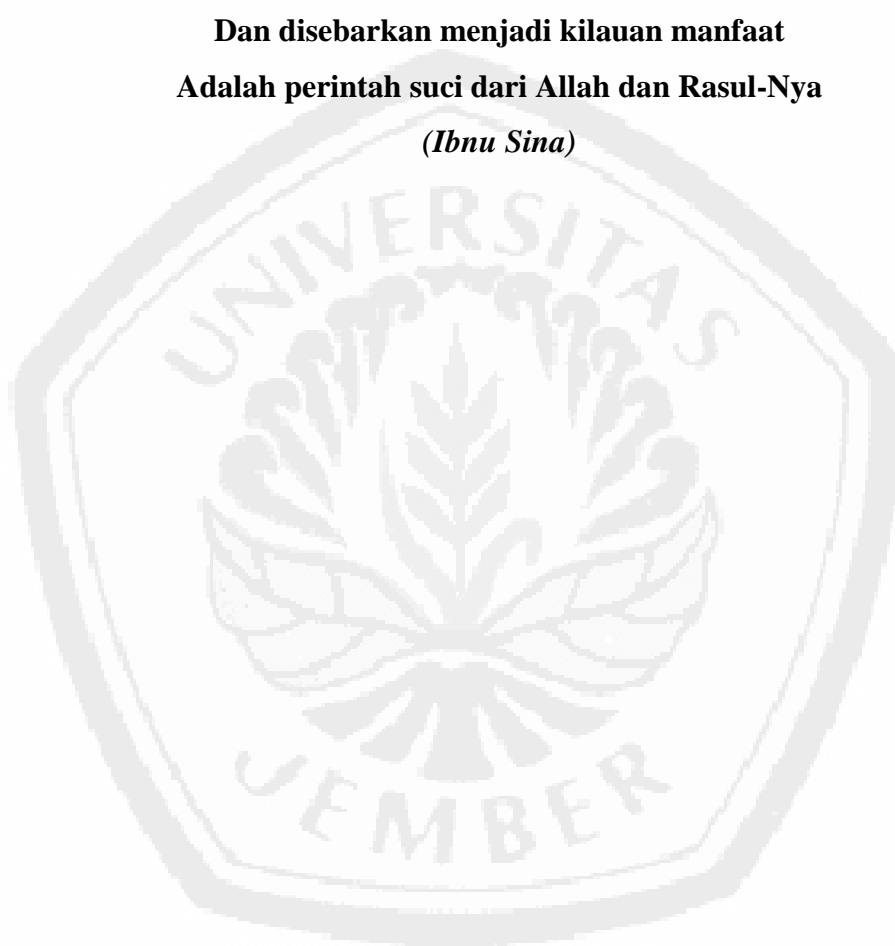 Dan disebarkan menjadi kilauan manfaat
Adalah perintah suci dari Allah dan Rasul-Nya
(Ibnu Sina)
UNIVERSITAS
JEMBER